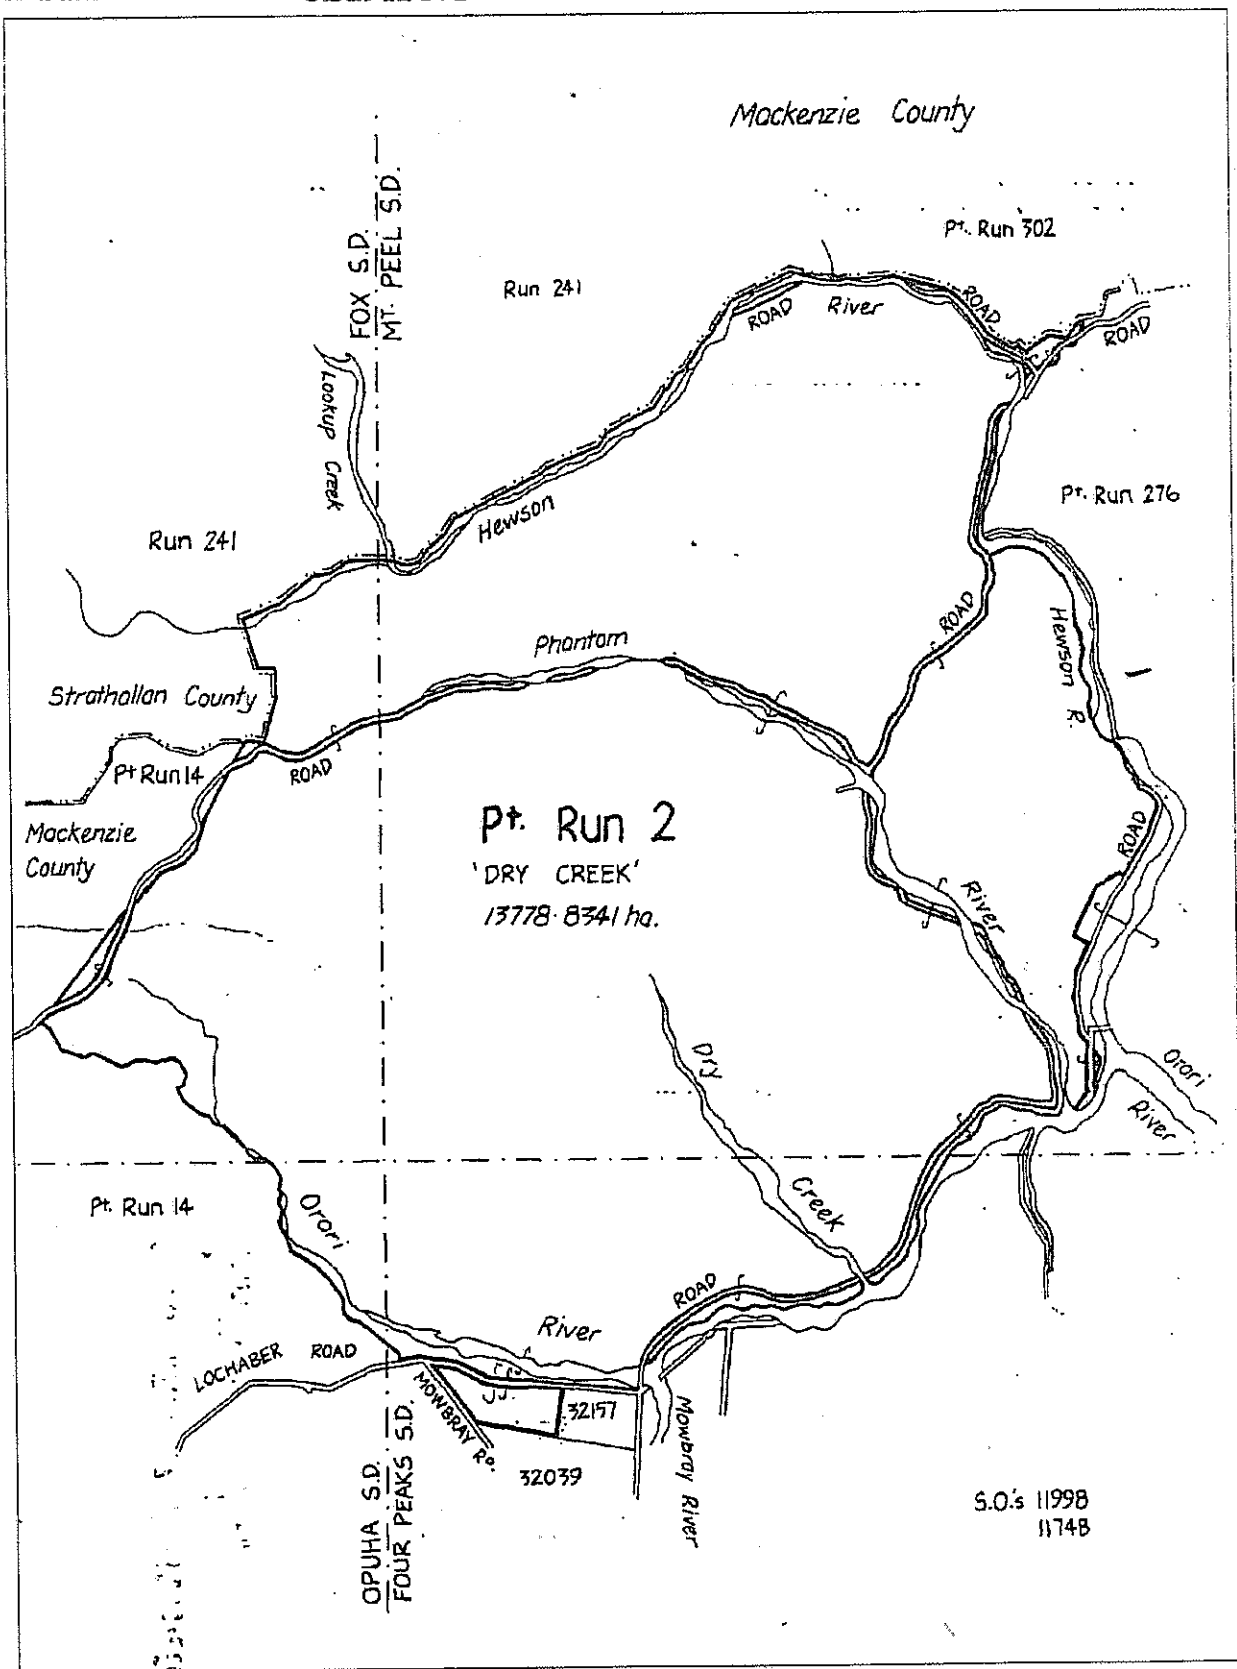 Mackenzie County
FOX S.D.
MT. PEEL S.D.
Pt. Run 302
Run 241
ROAD
River
ROAD
ROAD
Lookup Creek
Hewson
Pt. Run 276
Run 241
ROAD
Hewson R.
Phantom
Strathallan County
Pt Run 14
ROAD
Mackenzie
County
Pt. Run 2
'DRY CREEK'
13778·8341 ha.
ROAD
River
Dry
Creek
Orari
River
Pt. Run 14
Orari
River
ROAD
LOCHABER ROAD
MOWBRAY RD.
32157
32039
Mowbray River
OPUHA S.D.
FOUR PEAKS S.D.
S.O.'s 11998
11748